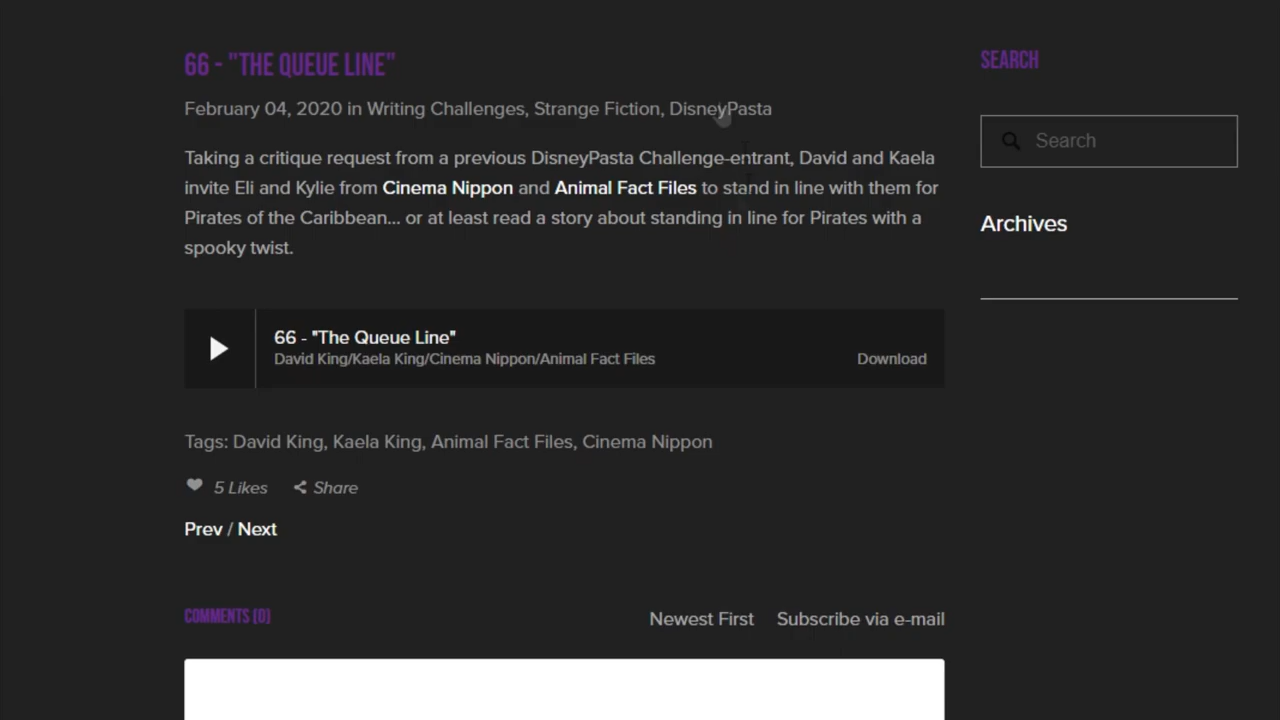 66 - "THE QUEUE LINE"
February 04, 2020 in Writing Challenges, Strange Fiction, DisneyPasta
Taking a critique request from a previous DisneyPasta Challenge entrant, David and Kaela
invite Eli and Kylie from Cinema Nippon and Animal Fact Files to stand in line with them for
Pirates of the Caribbean... or at least read a story about standing in line for Pirates with a
spooky twist.
66 - "The Queue Line"
David King/Kaela King/Cinema Nippon/Animal Fact Files
Download
Tags: David King, Kaela King, Animal Fact Files, Cinema Nippon
5 Likes Share
Prev / Next
COMMENTS (0)
Newest First Subscribe via e-mail
SEARCH
Search
Archives